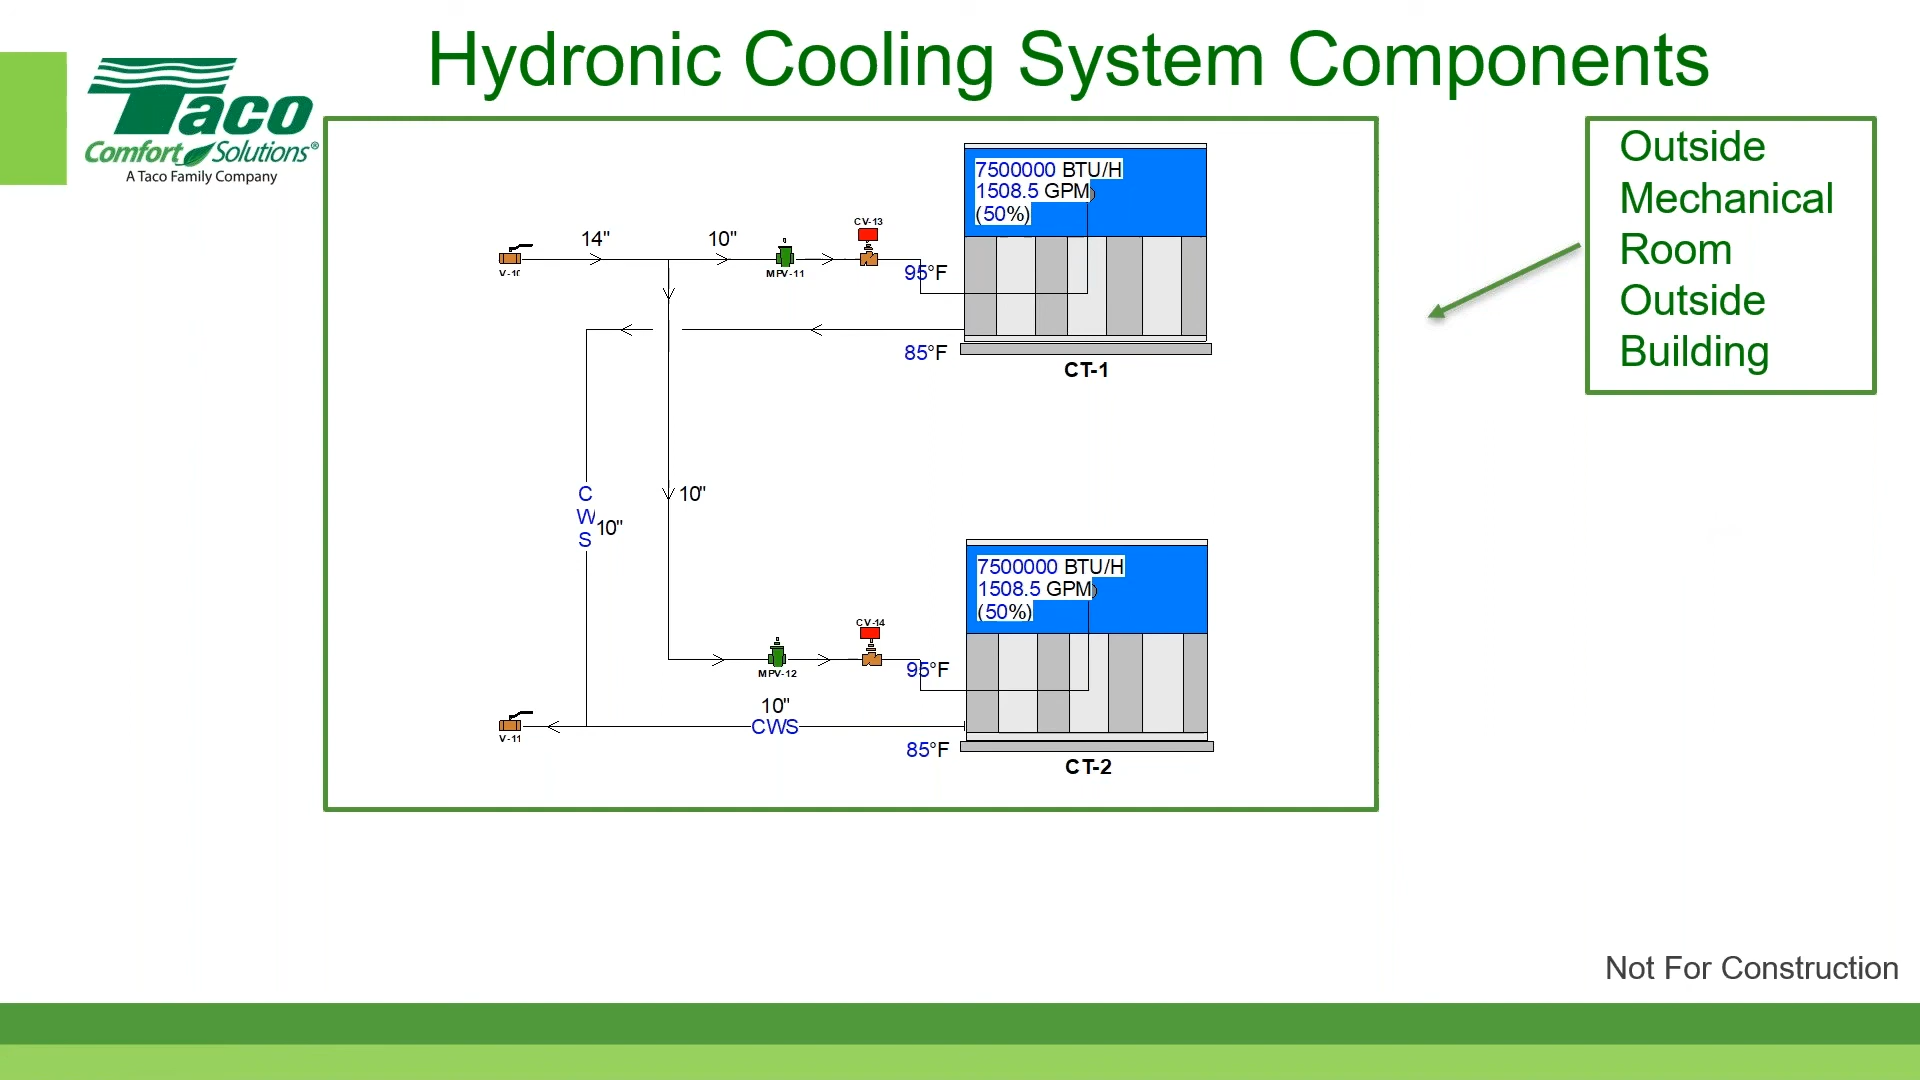 Hydronic Cooling System Components
Taco
Comfort Solutions®
A Taco Family Company
Outside
Mechanical
Room
Outside
Building
7500000 BTU/H
1508.5 GPM
(50%)
CV-13
14"
10"
V-10
MPV-11
95°F
85°F
CT-1
10"
C
W
S
10"
7500000 BTU/H
1508.5 GPM
(50%)
CV-14
MPV-12
95°F
10"
CWS
V-11
85°F
CT-2
Not For Construction